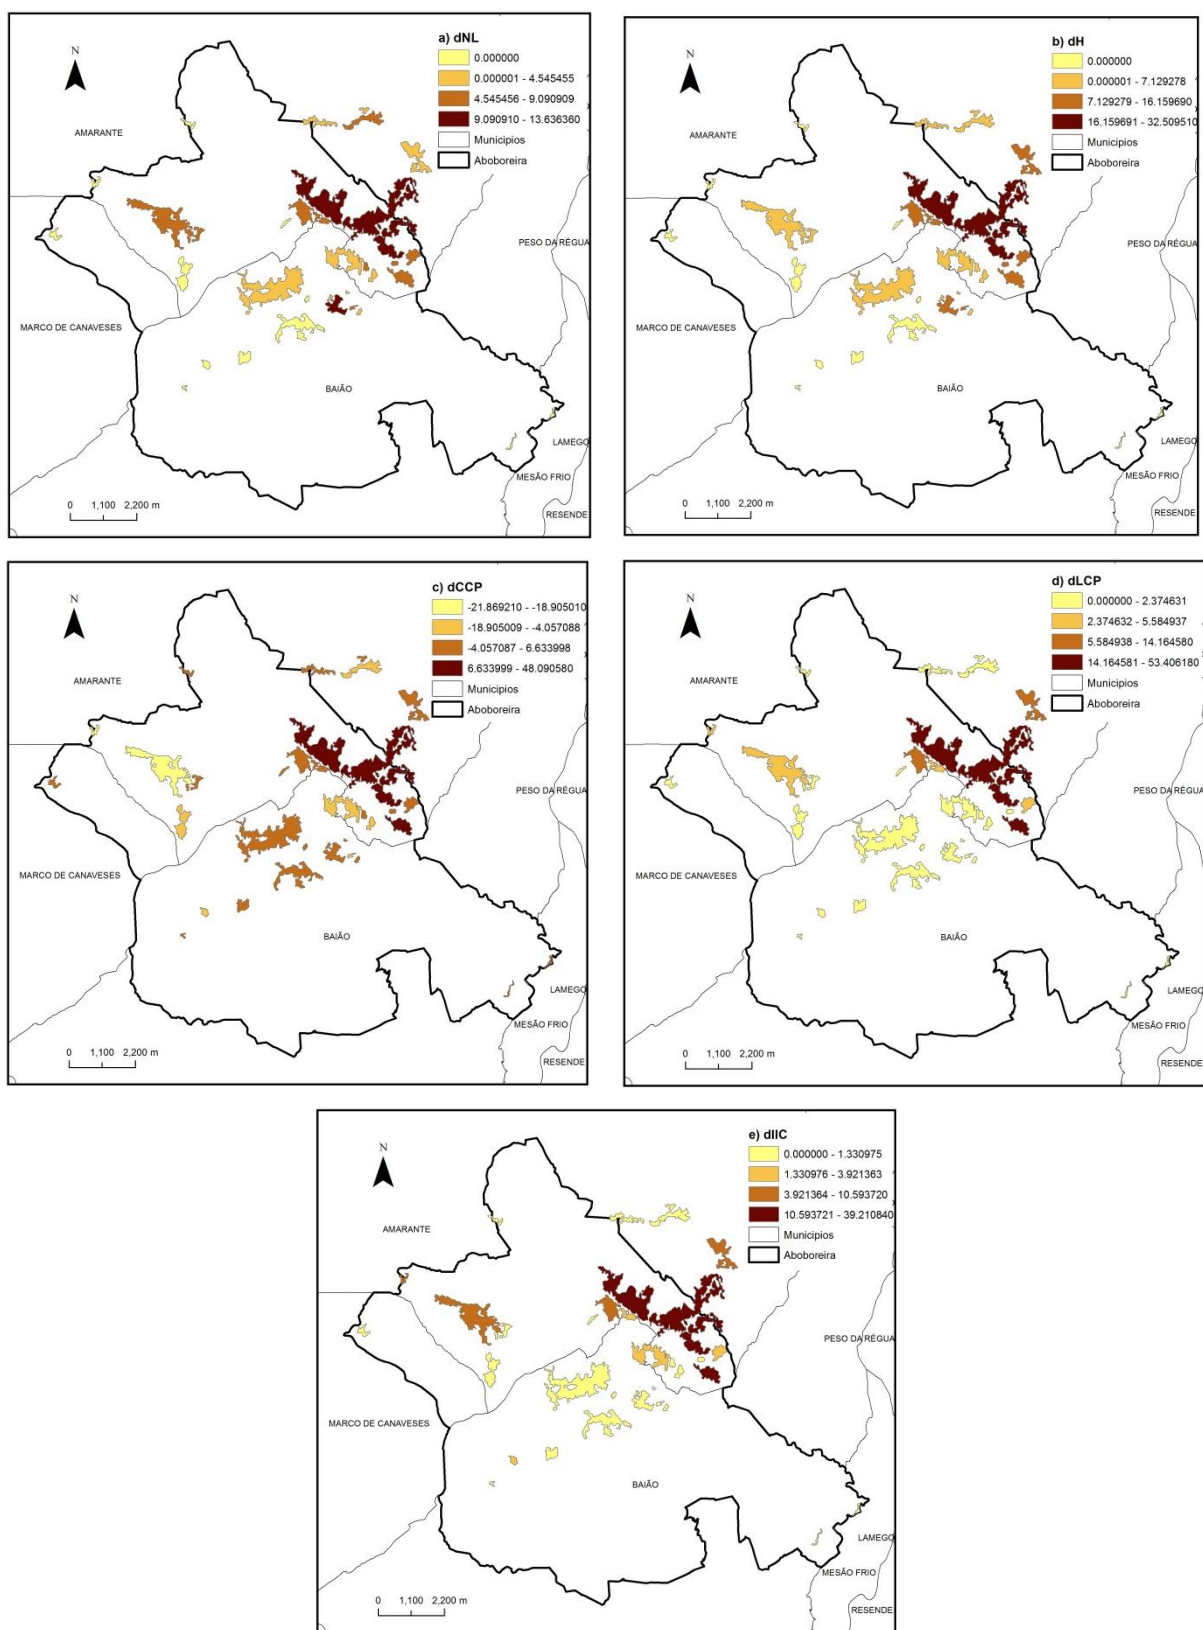 a) dNL
N
0.000000
0.000001 - 4.545455
4.545456 - 9.090909
9.090910 - 13.636360
Municipios
Aboboreira
AMARANTE
PESO DA RÉGUA
MARCO DE CANAVESES
BAIÃO
LAMEGO
MESÃO FRIO
RESENDE
0 1,100 2,200 m
b) dH
N
0.000000
0.000001 - 7.129278
7.129279 - 16.159690
16.159691 - 32.509510
Municipios
Aboboreira
AMARANTE
PESO DA RÉGUA
MARCO DE CANAVESES
BAIÃO
LAMEGO
MESÃO FRIO
RESENDE
0 1,100 2,200 m
c) dCCP
N
-21.869210 - -18.905010
-18.905009 - -4.057088
-4.057087 - 6.633998
6.633999 - 48.090580
Municipios
Aboboreira
AMARANTE
PESO DA RÉGUA
MARCO DE CANAVESES
BAIÃO
LAMEGO
MESÃO FRIO
RESENDE
0 1,100 2,200 m
d) dLCP
N
0.000000 - 2.374631
2.374632 - 5.584937
5.584938 - 14.164580
14.164581 - 53.406180
Municipios
Aboboreira
AMARANTE
PESO DA RÉGUA
MARCO DE CANAVESES
BAIÃO
LAMEGO
MESÃO FRIO
RESENDE
0 1,100 2,200 m
e) dIIC
N
0.000000 - 1.330975
1.330976 - 3.921363
3.921364 - 10.593720
10.593721 - 39.210840
Municipios
Aboboreira
AMARANTE
PESO DA RÉGUA
MARCO DE CANAVESES
BAIÃO
LAMEGO
MESÃO FRIO
RESENDE
0 1,100 2,200 m